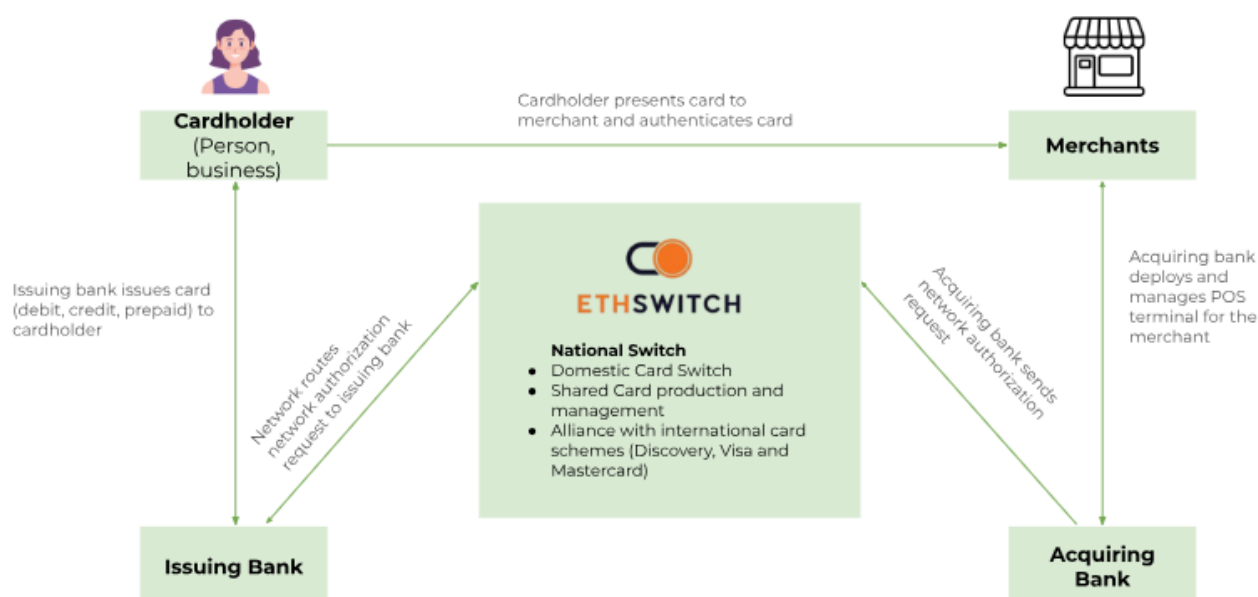 Cardholder presents card to
merchant and authenticates card
Cardholder
(Person,
business)
Merchants
Issuing bank issues card
(debit, credit, prepaid) to
cardholder
Network routes
network authorization
request to issuing bank
ETHSWITCH
National Switch
● Domestic Card Switch
● Shared Card production and
management
● Alliance with international card
schemes (Discovery, Visa and
Mastercard)
Acquiring bank sends
network authorization
request
Acquiring bank
deploys and
manages POS
terminal for the
merchant
Issuing Bank
Acquiring
Bank